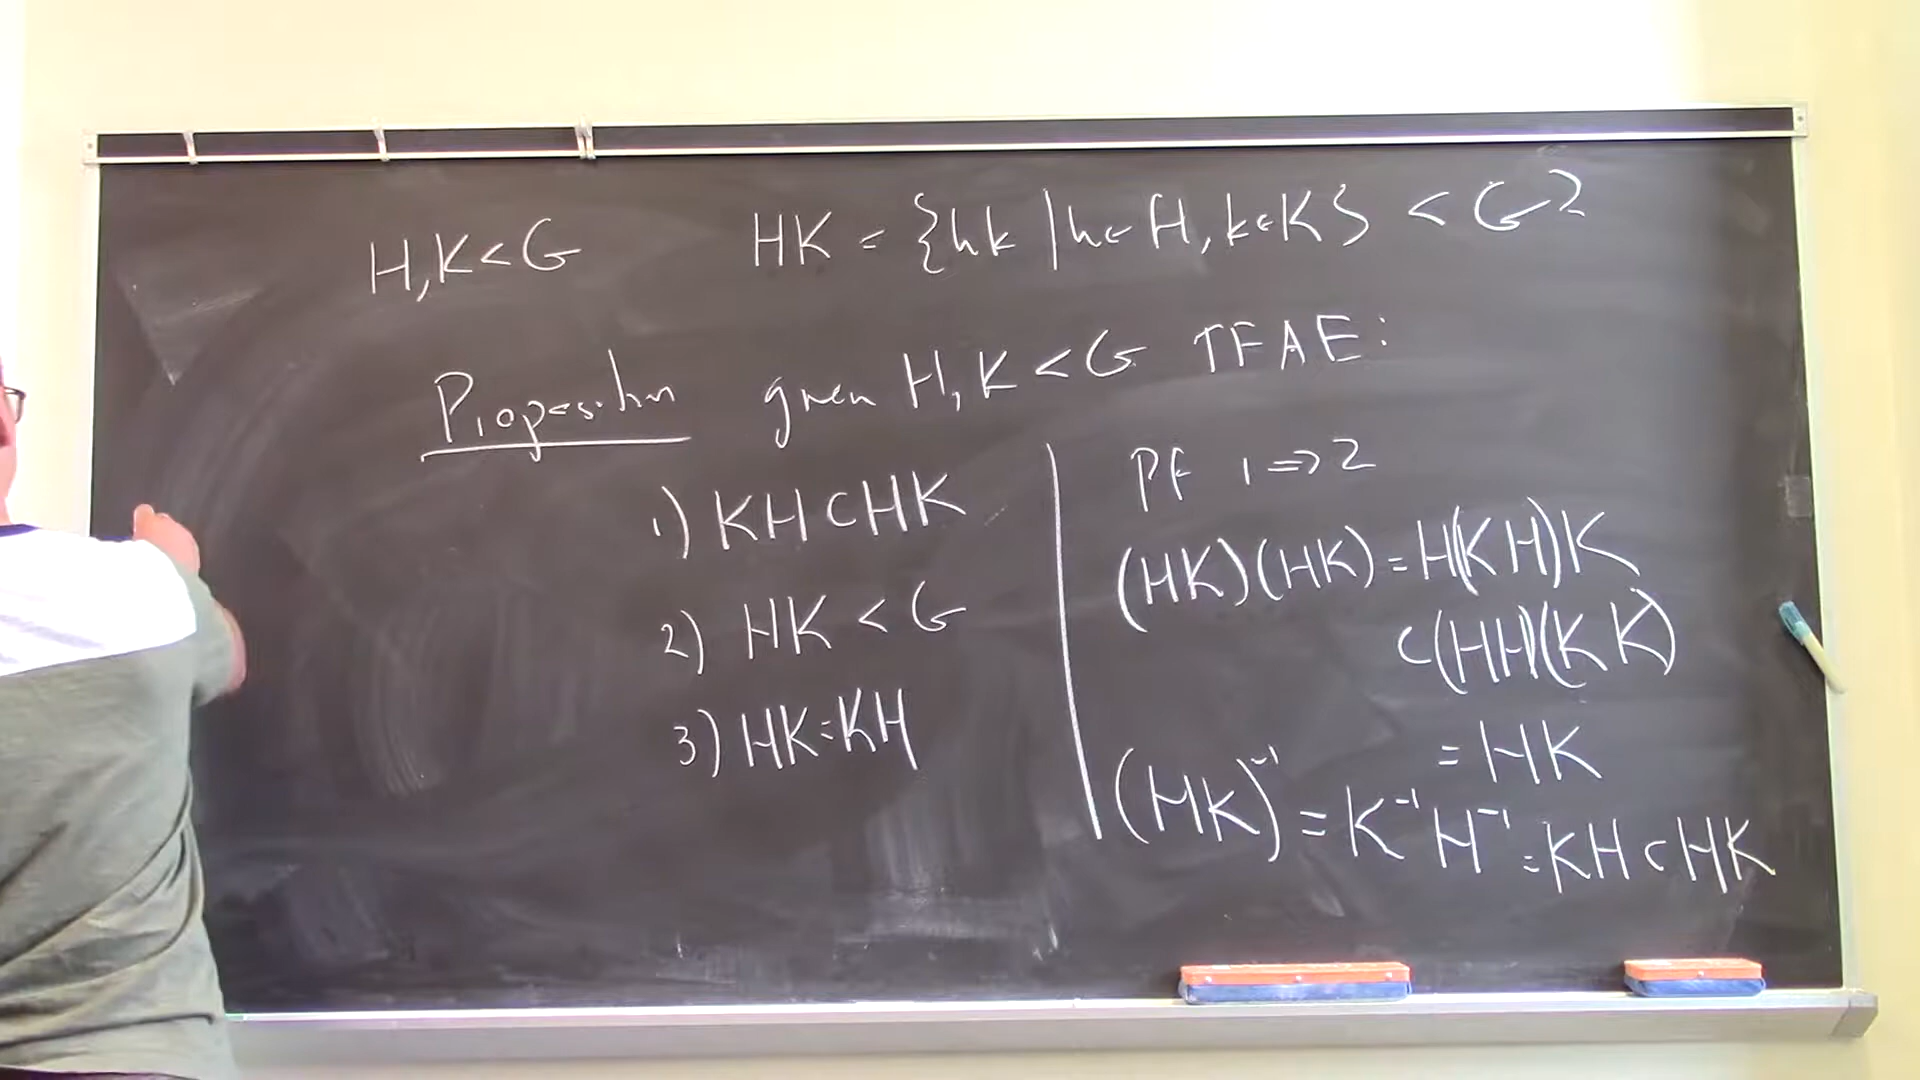 H,K<G HK = {hk | h∈H, k∈K} < G?
Proposition given H,K<G TFAE:
1) KH⊂HK
2) HK < G
3) HK=KH
Pf 1 ⇒ 2
(HK)(HK) = H(KH)K
⊂(HH)(KK)
= HK
(HK)⁻¹ = K⁻¹H⁻¹ = KH⊂HK